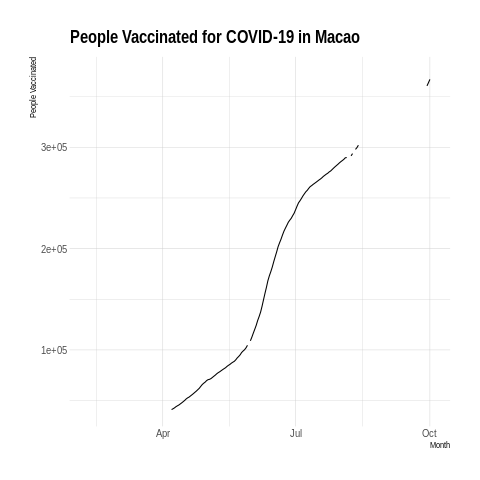 People Vaccinated for COVID-19 in Macao
People Vaccinated
3e+05
2e+05
1e+05
Apr
Jul
Oct
Month